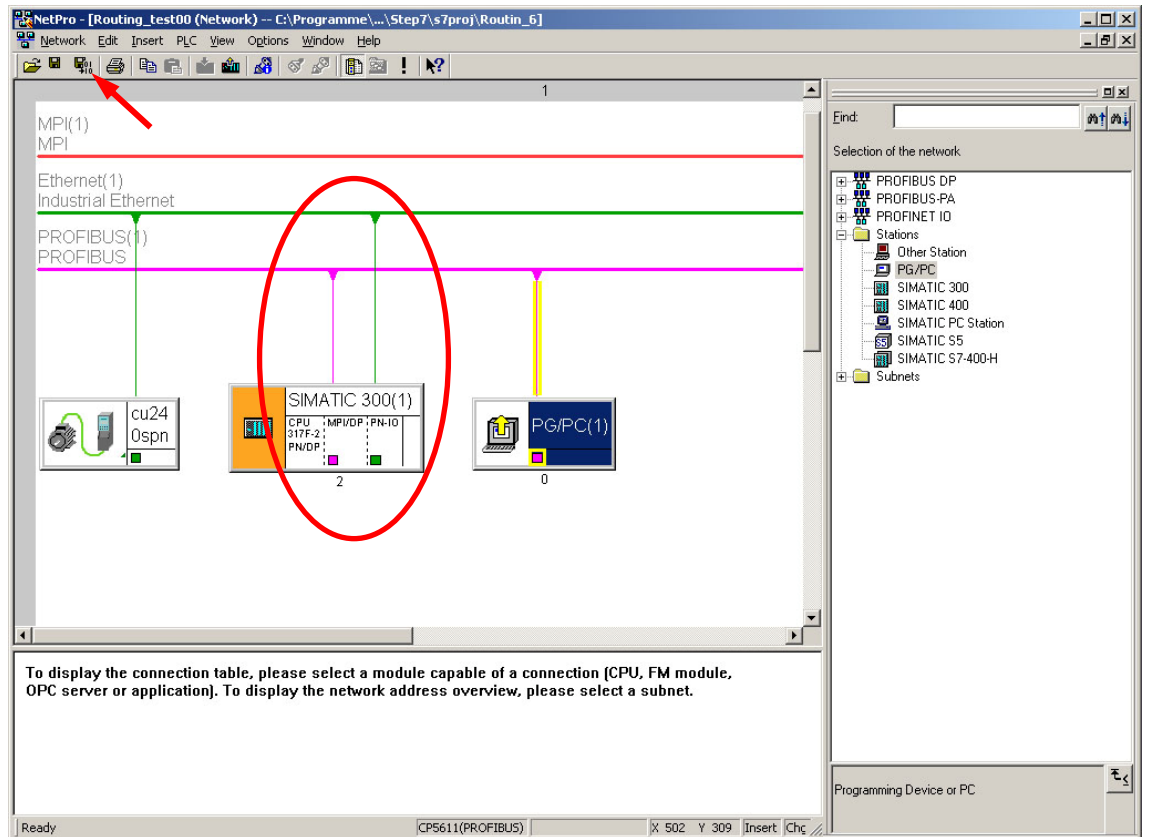 NetPro - [Routing_test00 (Network) -- C:\Programme\...\Step7\s7proj\Routin_6]
Network Edit Insert PLC View Options Window Help
1
MPI(1)
MPI
Ethernet(1)
Industrial Ethernet
PROFIBUS(1)
PROFIBUS
cu24
0spn
SIMATIC 300(1)
CPU
317F-2
PN/DP
MPI/DP
PN-IO
2
PG/PC(1)
0
To display the connection table, please select a module capable of a connection (CPU, FM module,
OPC server or application). To display the network address overview, please select a subnet.
Find:
Selection of the network
PROFIBUS DP
PROFIBUS-PA
PROFINET IO
Stations
Other Station
PG/PC
SIMATIC 300
SIMATIC 400
SIMATIC PC Station
S5 SIMATIC S5
SIMATIC S7-400-H
Subnets
Programming Device or PC
Ready CP5611(PROFIBUS) X 502 Y 309 Insert Chg